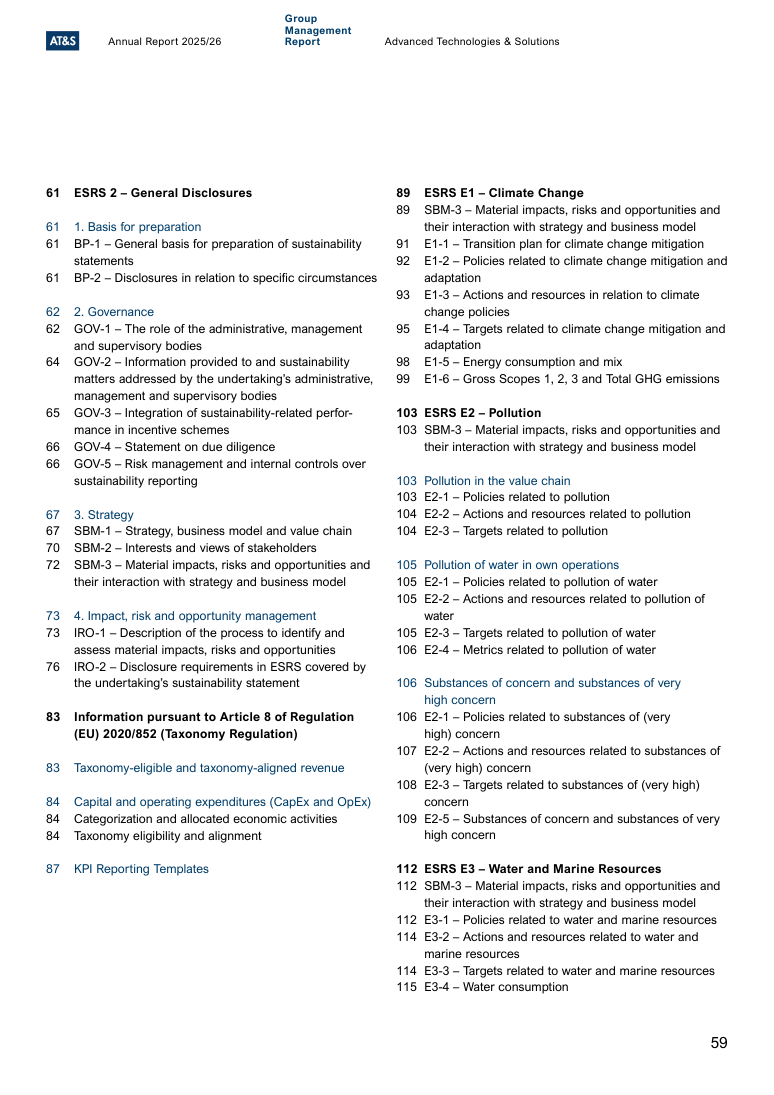 AT&S
Annual Report 2025/26
Group
Management
Report
Advanced Technologies & Solutions
61 ESRS 2 – General Disclosures
61 1. Basis for preparation
61 BP-1 – General basis for preparation of sustainability
statements
61 BP-2 – Disclosures in relation to specific circumstances
62 2. Governance
62 GOV-1 – The role of the administrative, management
and supervisory bodies
64 GOV-2 – Information provided to and sustainability
matters addressed by the undertaking's administrative,
management and supervisory bodies
65 GOV-3 – Integration of sustainability-related perfor-
mance in incentive schemes
66 GOV-4 – Statement on due diligence
66 GOV-5 – Risk management and internal controls over
sustainability reporting
67 3. Strategy
67 SBM-1 – Strategy, business model and value chain
70 SBM-2 – Interests and views of stakeholders
72 SBM-3 – Material impacts, risks and opportunities and
their interaction with strategy and business model
73 4. Impact, risk and opportunity management
73 IRO-1 – Description of the process to identify and
assess material impacts, risks and opportunities
76 IRO-2 – Disclosure requirements in ESRS covered by
the undertaking's sustainability statement
83 Information pursuant to Article 8 of Regulation
(EU) 2020/852 (Taxonomy Regulation)
83 Taxonomy-eligible and taxonomy-aligned revenue
84 Capital and operating expenditures (CapEx and OpEx)
84 Categorization and allocated economic activities
84 Taxonomy eligibility and alignment
87 KPI Reporting Templates
89 ESRS E1 – Climate Change
89 SBM-3 – Material impacts, risks and opportunities and
their interaction with strategy and business model
91 E1-1 – Transition plan for climate change mitigation
92 E1-2 – Policies related to climate change mitigation and
adaptation
93 E1-3 – Actions and resources in relation to climate
change policies
95 E1-4 – Targets related to climate change mitigation and
adaptation
98 E1-5 – Energy consumption and mix
99 E1-6 – Gross Scopes 1, 2, 3 and Total GHG emissions
103 ESRS E2 – Pollution
103 SBM-3 – Material impacts, risks and opportunities and
their interaction with strategy and business model
103 Pollution in the value chain
103 E2-1 – Policies related to pollution
104 E2-2 – Actions and resources related to pollution
104 E2-3 – Targets related to pollution
105 Pollution of water in own operations
105 E2-1 – Policies related to pollution of water
105 E2-2 – Actions and resources related to pollution of
water
105 E2-3 – Targets related to pollution of water
106 E2-4 – Metrics related to pollution of water
106 Substances of concern and substances of very
high concern
106 E2-1 – Policies related to substances of (very
high) concern
107 E2-2 – Actions and resources related to substances of
(very high) concern
108 E2-3 – Targets related to substances of (very high)
concern
109 E2-5 – Substances of concern and substances of very
high concern
112 ESRS E3 – Water and Marine Resources
112 SBM-3 – Material impacts, risks and opportunities and
their interaction with strategy and business model
112 E3-1 – Policies related to water and marine resources
114 E3-2 – Actions and resources related to water and
marine resources
114 E3-3 – Targets related to water and marine resources
115 E3-4 – Water consumption
59